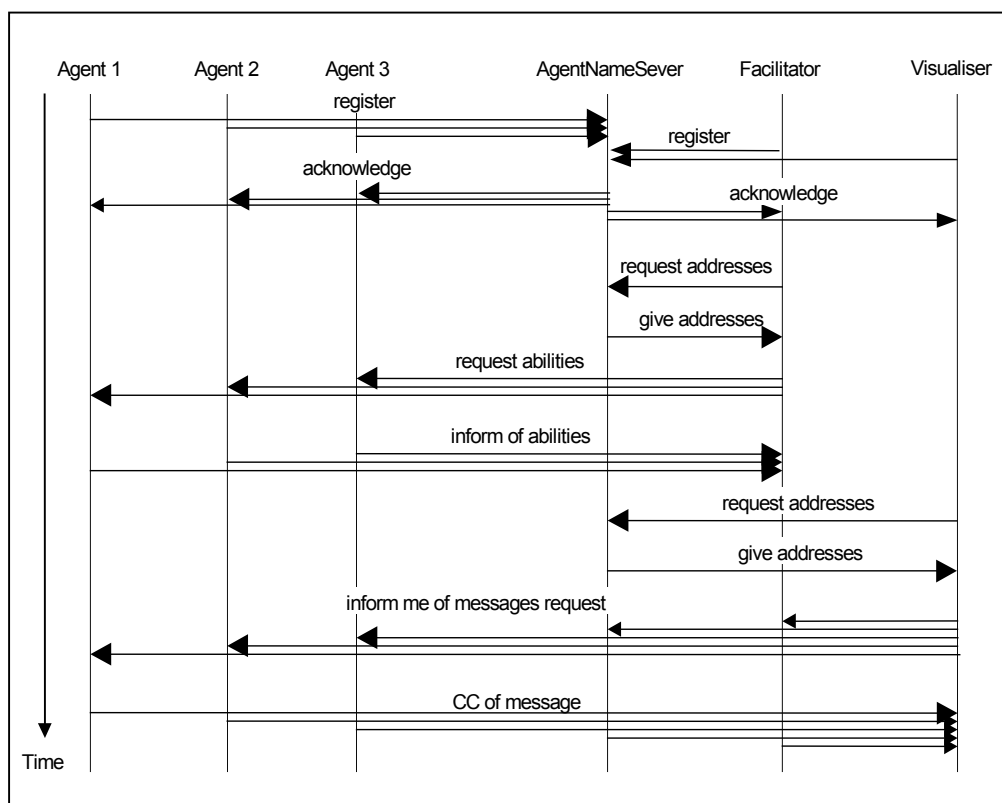 Agent 1
Agent 2
Agent 3
AgentNameSever
Facilitator
Visualiser
register
register
acknowledge
acknowledge
request addresses
give addresses
request abilities
inform of abilities
request addresses
give addresses
inform me of messages request
CC of message
Time